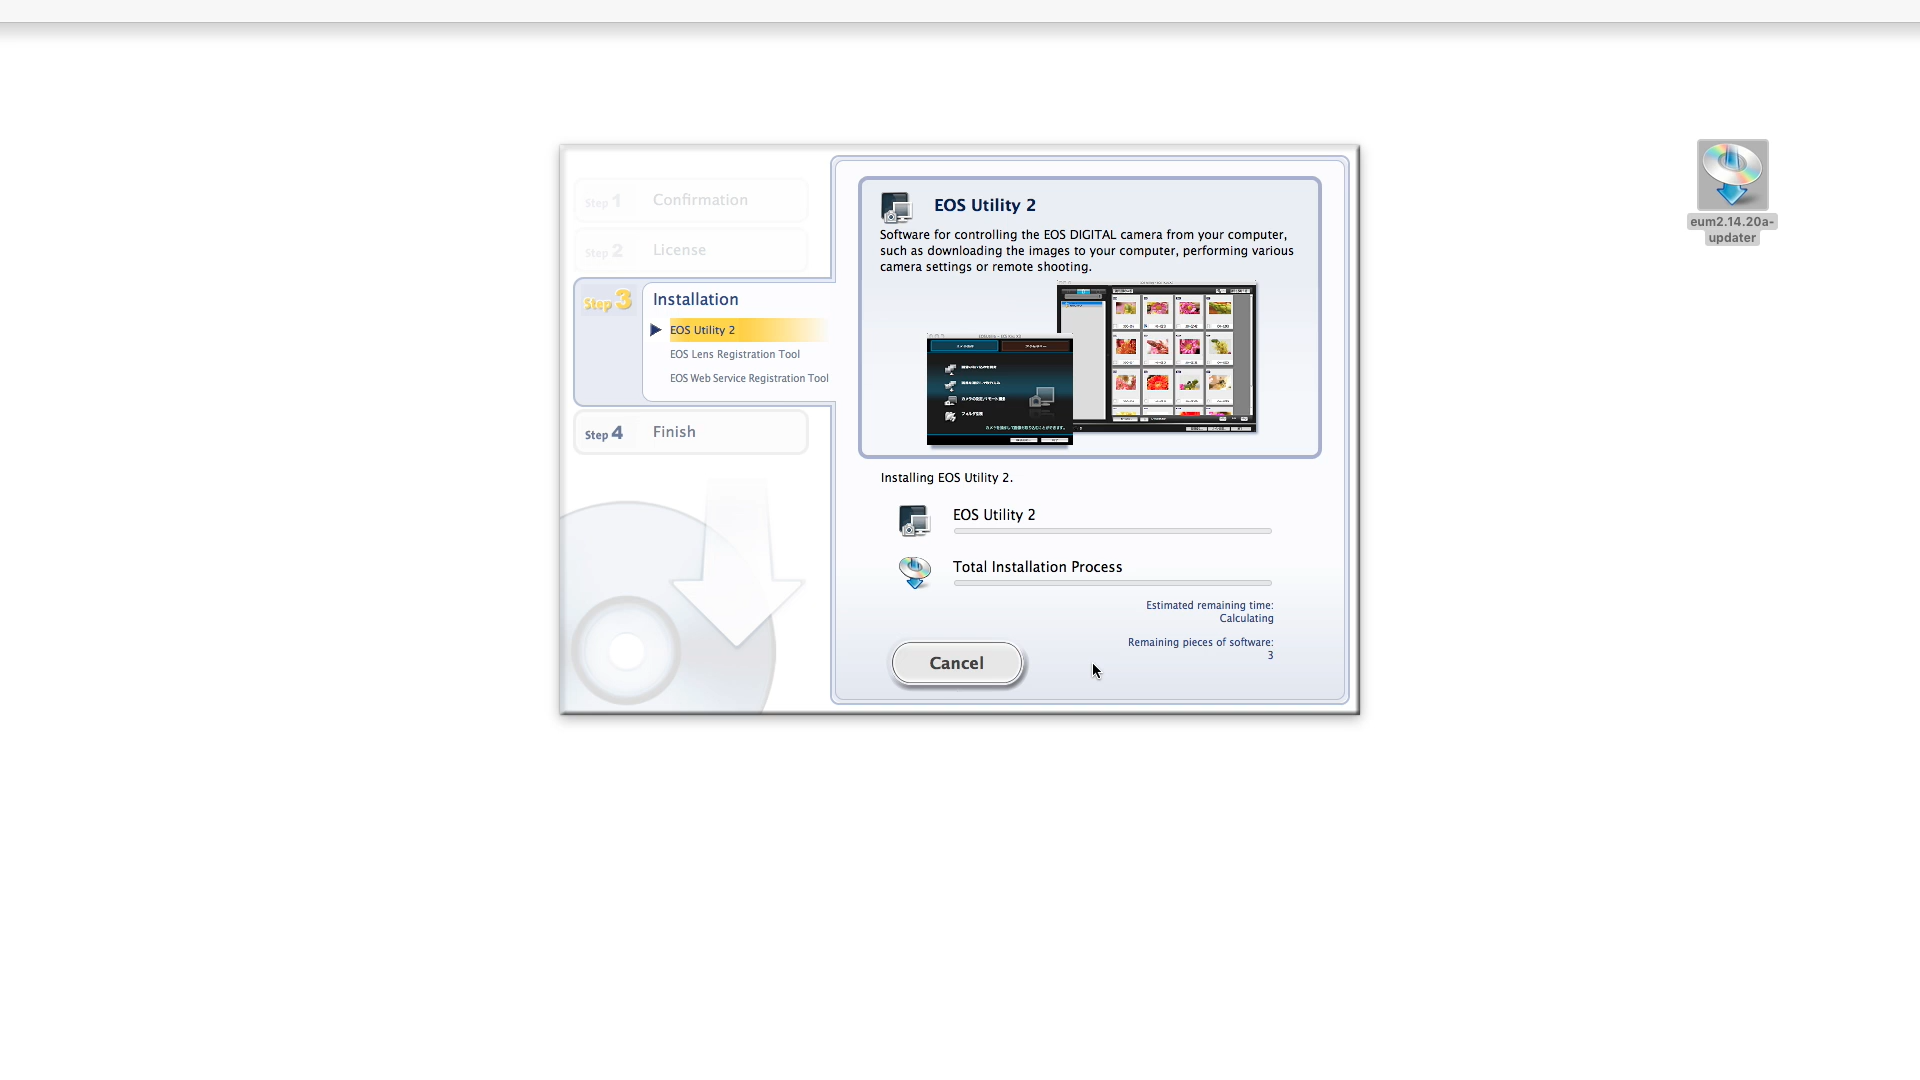 Step 1 Confirmation
Step 2 License
Step 3 Installation
EOS Utility 2
EOS Lens Registration Tool
EOS Web Service Registration Tool
Step 4 Finish
EOS Utility 2
Software for controlling the EOS DIGITAL camera from your computer,
such as downloading the images to your computer, performing various
camera settings or remote shooting.
Installing EOS Utility 2.
EOS Utility 2
Total Installation Process
Estimated remaining time:
Calculating
Remaining pieces of software:
3
Cancel
eum2.14.20a-
updater